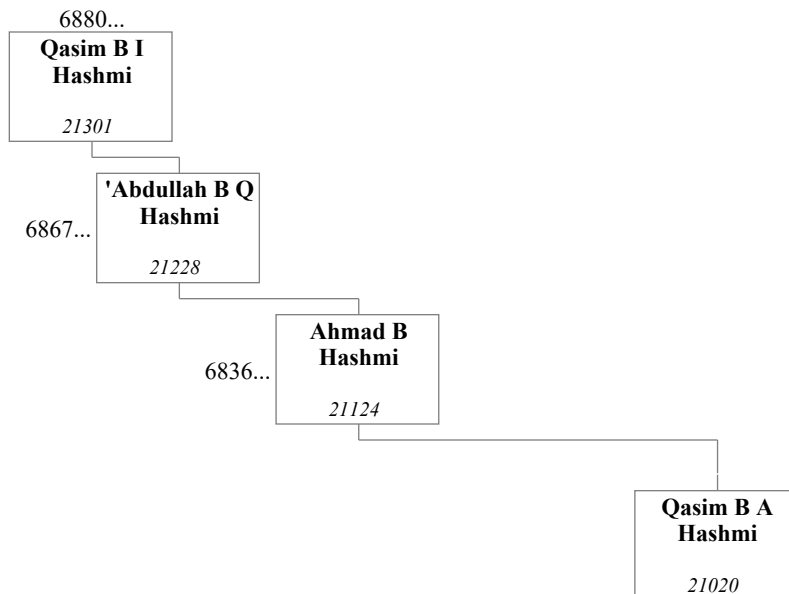 6880...
Qasim B I
Hashmi
21301
'Abdullah B Q
Hashmi
6867...
21228
Ahmad B
Hashmi
6836...
21124
Qasim B A
Hashmi
21020